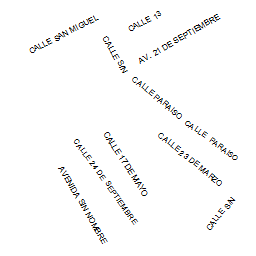 CALLE 13
CALLE SAN MIGUEL
AV. 21 DE SEPTIEMBRE
CALLE S/N
CALLE PARAISO
CALLE PARAISO
CALLE 23 DE MARZO
CALLE 17 DE MAYO
CALLE 24 DE SEPTIEMBRE
AVENIDA SIN NOMBRE
CALLE S/N